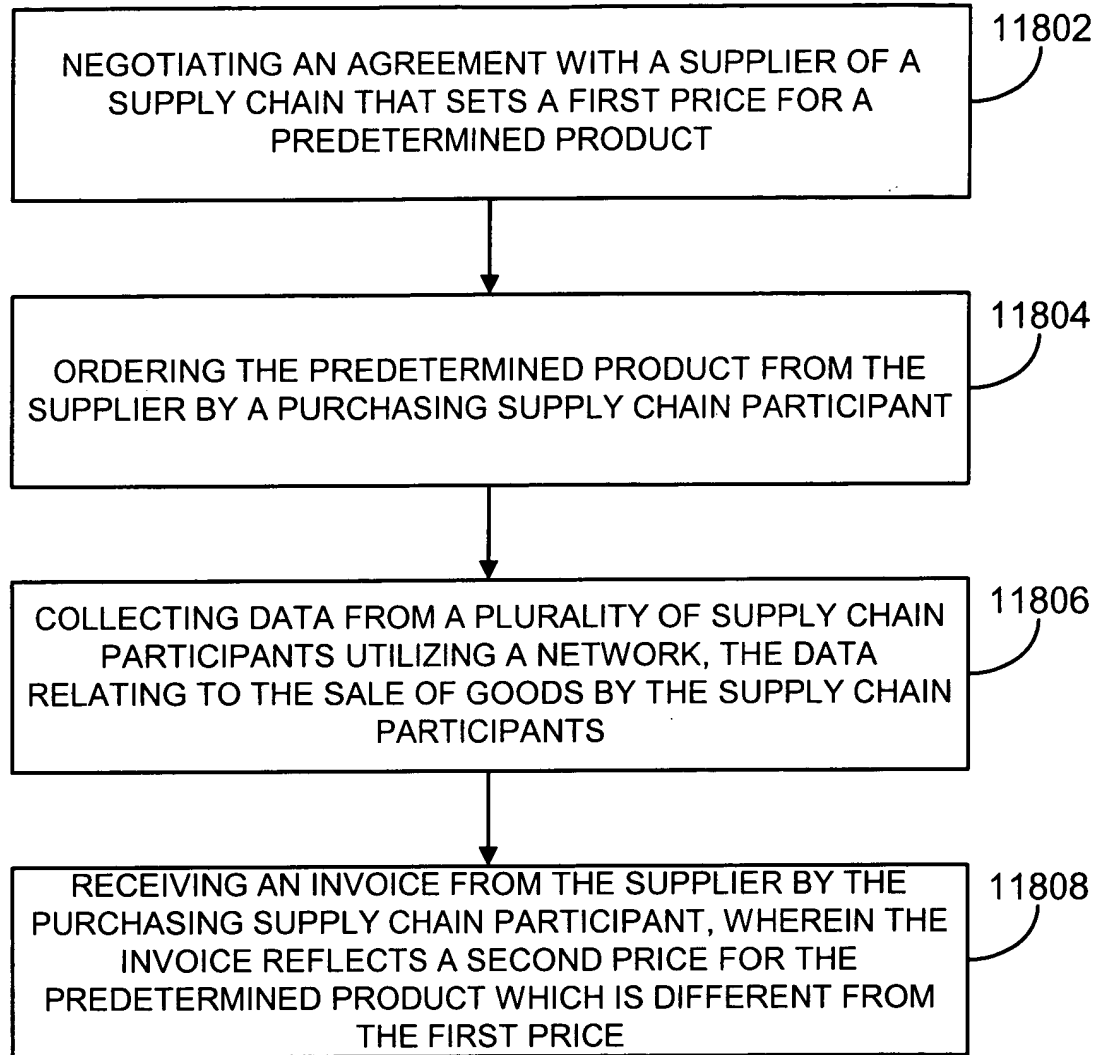 11802
NEGOTIATING AN AGREEMENT WITH A SUPPLIER OF A
SUPPLY CHAIN THAT SETS A FIRST PRICE FOR A
PREDETERMINED PRODUCT
11804
ORDERING THE PREDETERMINED PRODUCT FROM THE
SUPPLIER BY A PURCHASING SUPPLY CHAIN PARTICIPANT
11806
COLLECTING DATA FROM A PLURALITY OF SUPPLY CHAIN
PARTICIPANTS UTILIZING A NETWORK, THE DATA
RELATING TO THE SALE OF GOODS BY THE SUPPLY CHAIN
PARTICIPANTS
11808
RECEIVING AN INVOICE FROM THE SUPPLIER BY THE
PURCHASING SUPPLY CHAIN PARTICIPANT, WHEREIN THE
INVOICE REFLECTS A SECOND PRICE FOR THE
PREDETERMINED PRODUCT WHICH IS DIFFERENT FROM
THE FIRST PRICE